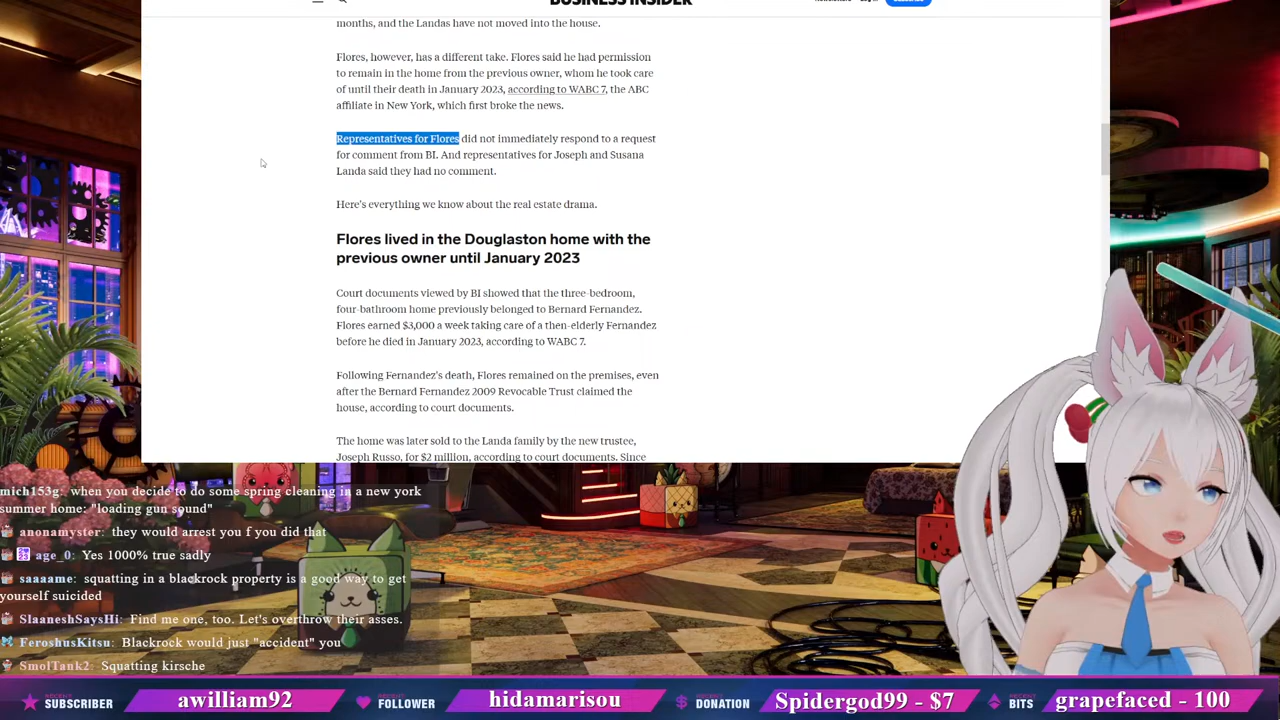 BUSINESS INSIDER
months, and the Landas have not moved into the house.
Flores, however, has a different take. Flores said he had permission
to remain in the home from the previous owner, whom he took care
of until their death in January 2023, according to WABC 7, the ABC
affiliate in New York, which first broke the news.
Representatives for Flores did not immediately respond to a request
for comment from BI. And representatives for Joseph and Susana
Landa said they had no comment.
Here's everything we know about the real estate drama.
Flores lived in the Douglaston home with the
previous owner until January 2023
Court documents viewed by BI showed that the three-bedroom,
four-bathroom home previously belonged to Bernard Fernandez.
Flores earned $3,000 a week taking care of a then-elderly Fernandez
before he died in January 2023, according to WABC 7.
Following Fernandez's death, Flores remained on the premises, even
after the Bernard Fernandez 2009 Revocable Trust claimed the
house, according to court documents.
The home was later sold to the Landa family by the new trustee,
Joseph Russo, for $2 million, according to court documents. Since
mich153g: when you decide to do some spring cleaning in a new york
summer home: "loading gun sound"
anonamyster: they would arrest you f you did that
age_0: Yes 1000% true sadly
saaaame: squatting in a blackrock property is a good way to get
yourself suicided
SlaaneshSaysHi: Find me one, too. Let's overthrow their asses.
FeroshusKitsu: Blackrock would just "accident" you
SmolTank2: Squatting kirsche
RECENT SUBSCRIBER awilliam92 RECENT FOLLOWER hidamarisou RECENT DONATION Spidergod99 - $7 RECENT BITS grapefaced - 100